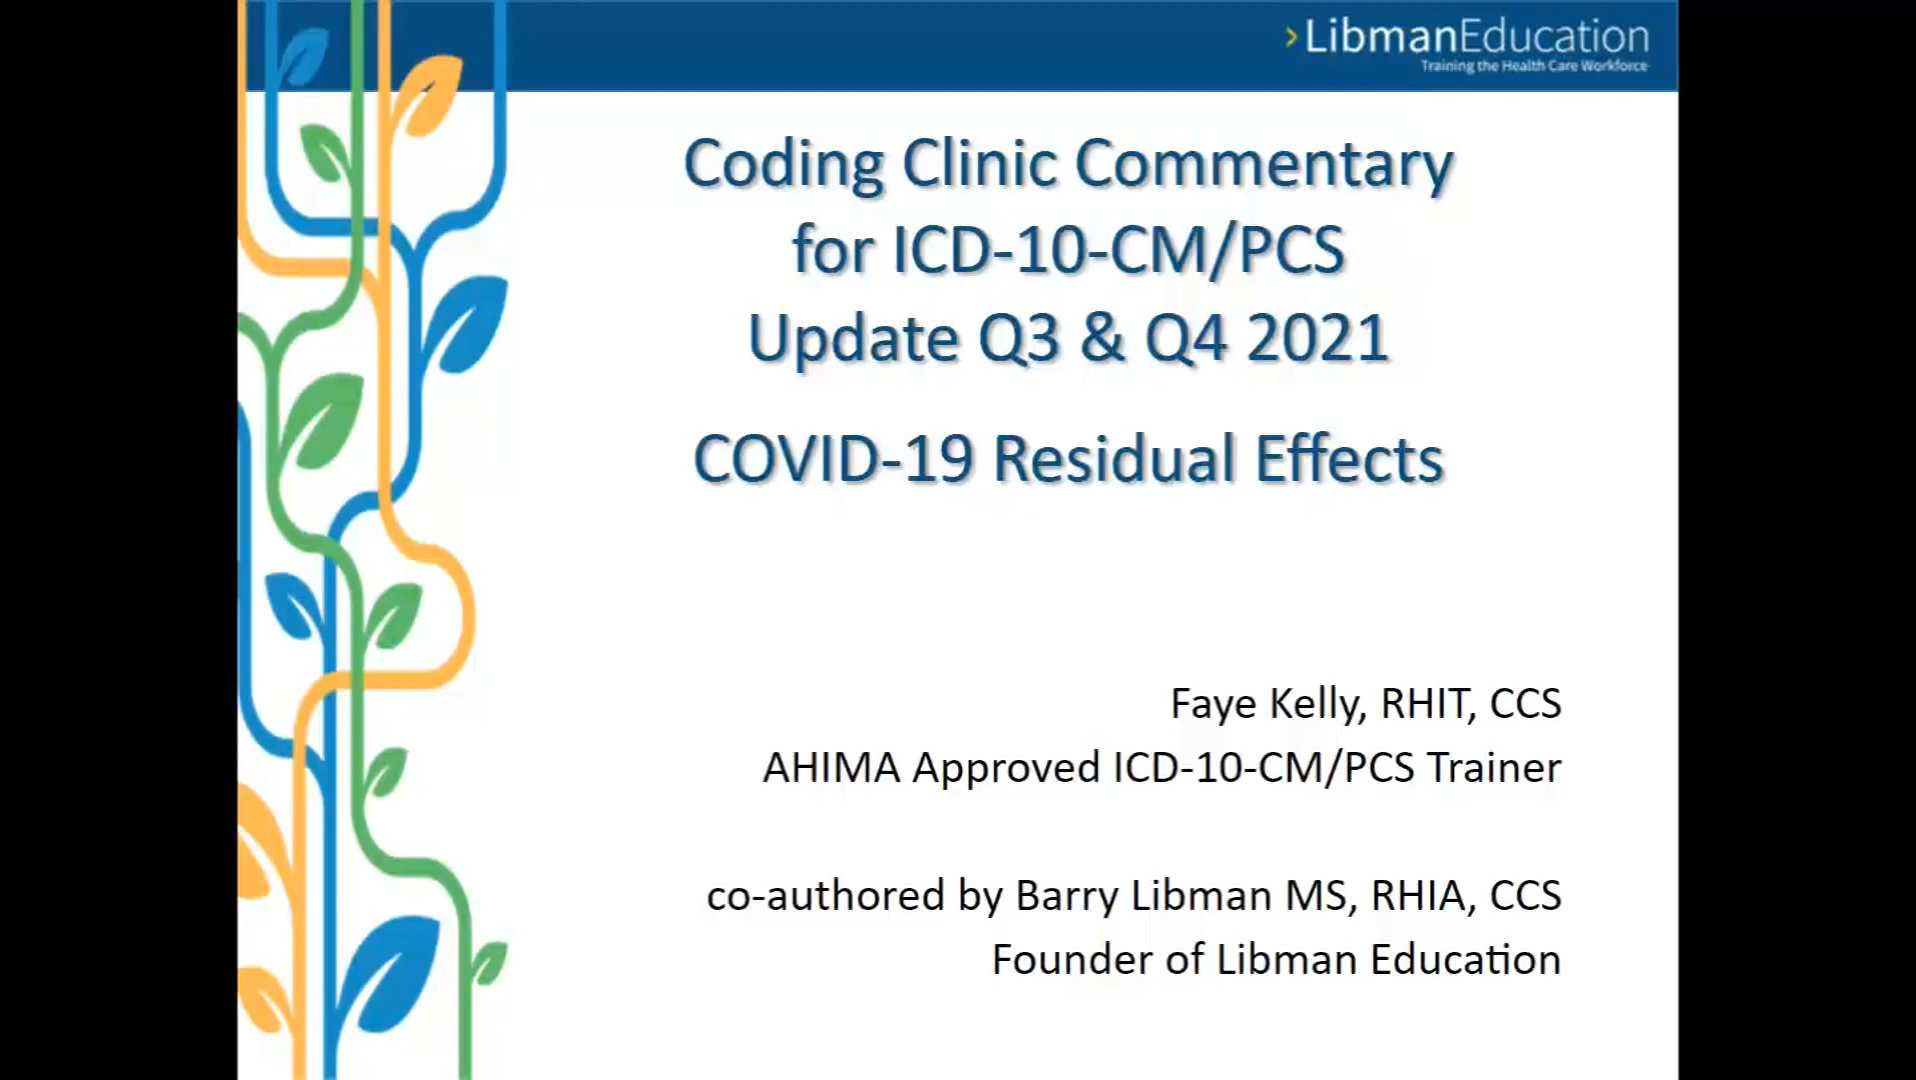 LibmanEducation
Training the Health Care Workforce
Coding Clinic Commentary
for ICD-10-CM/PCS
Update Q3 & Q4 2021
COVID-19 Residual Effects
Faye Kelly, RHIT, CCS
AHIMA Approved ICD-10-CM/PCS Trainer
co-authored by Barry Libman MS, RHIA, CCS
Founder of Libman Education